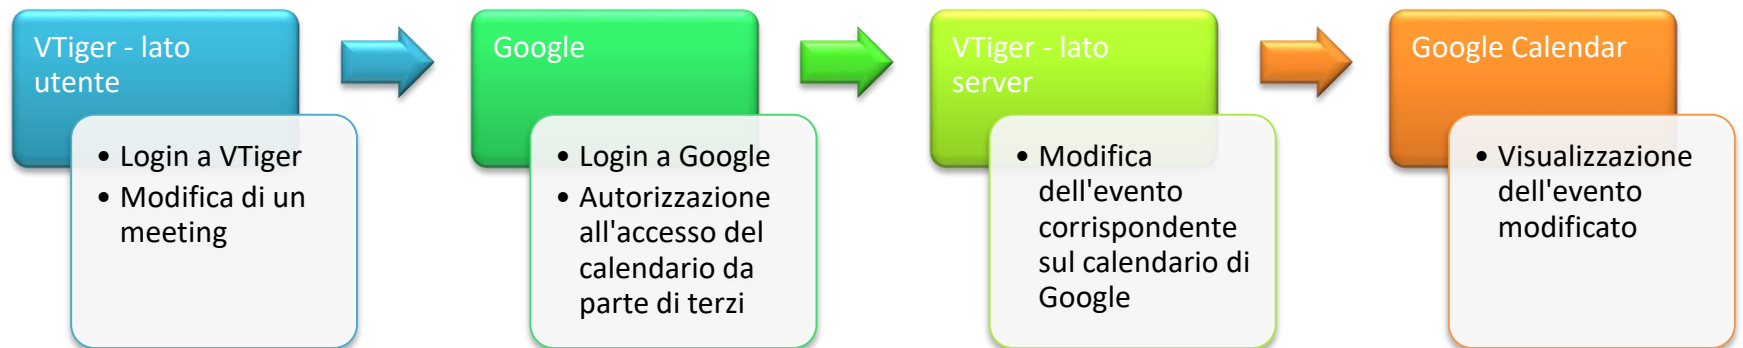 VTiger - lato
utente
• Login a VTiger
• Modifica di un
meeting
Google
• Login a Google
• Autorizzazione
all'accesso del
calendario da
parte di terzi
VTiger - lato
server
• Modifica
dell'evento
corrispondente
sul calendario di
Google
Google Calendar
• Visualizzazione
dell'evento
modificato